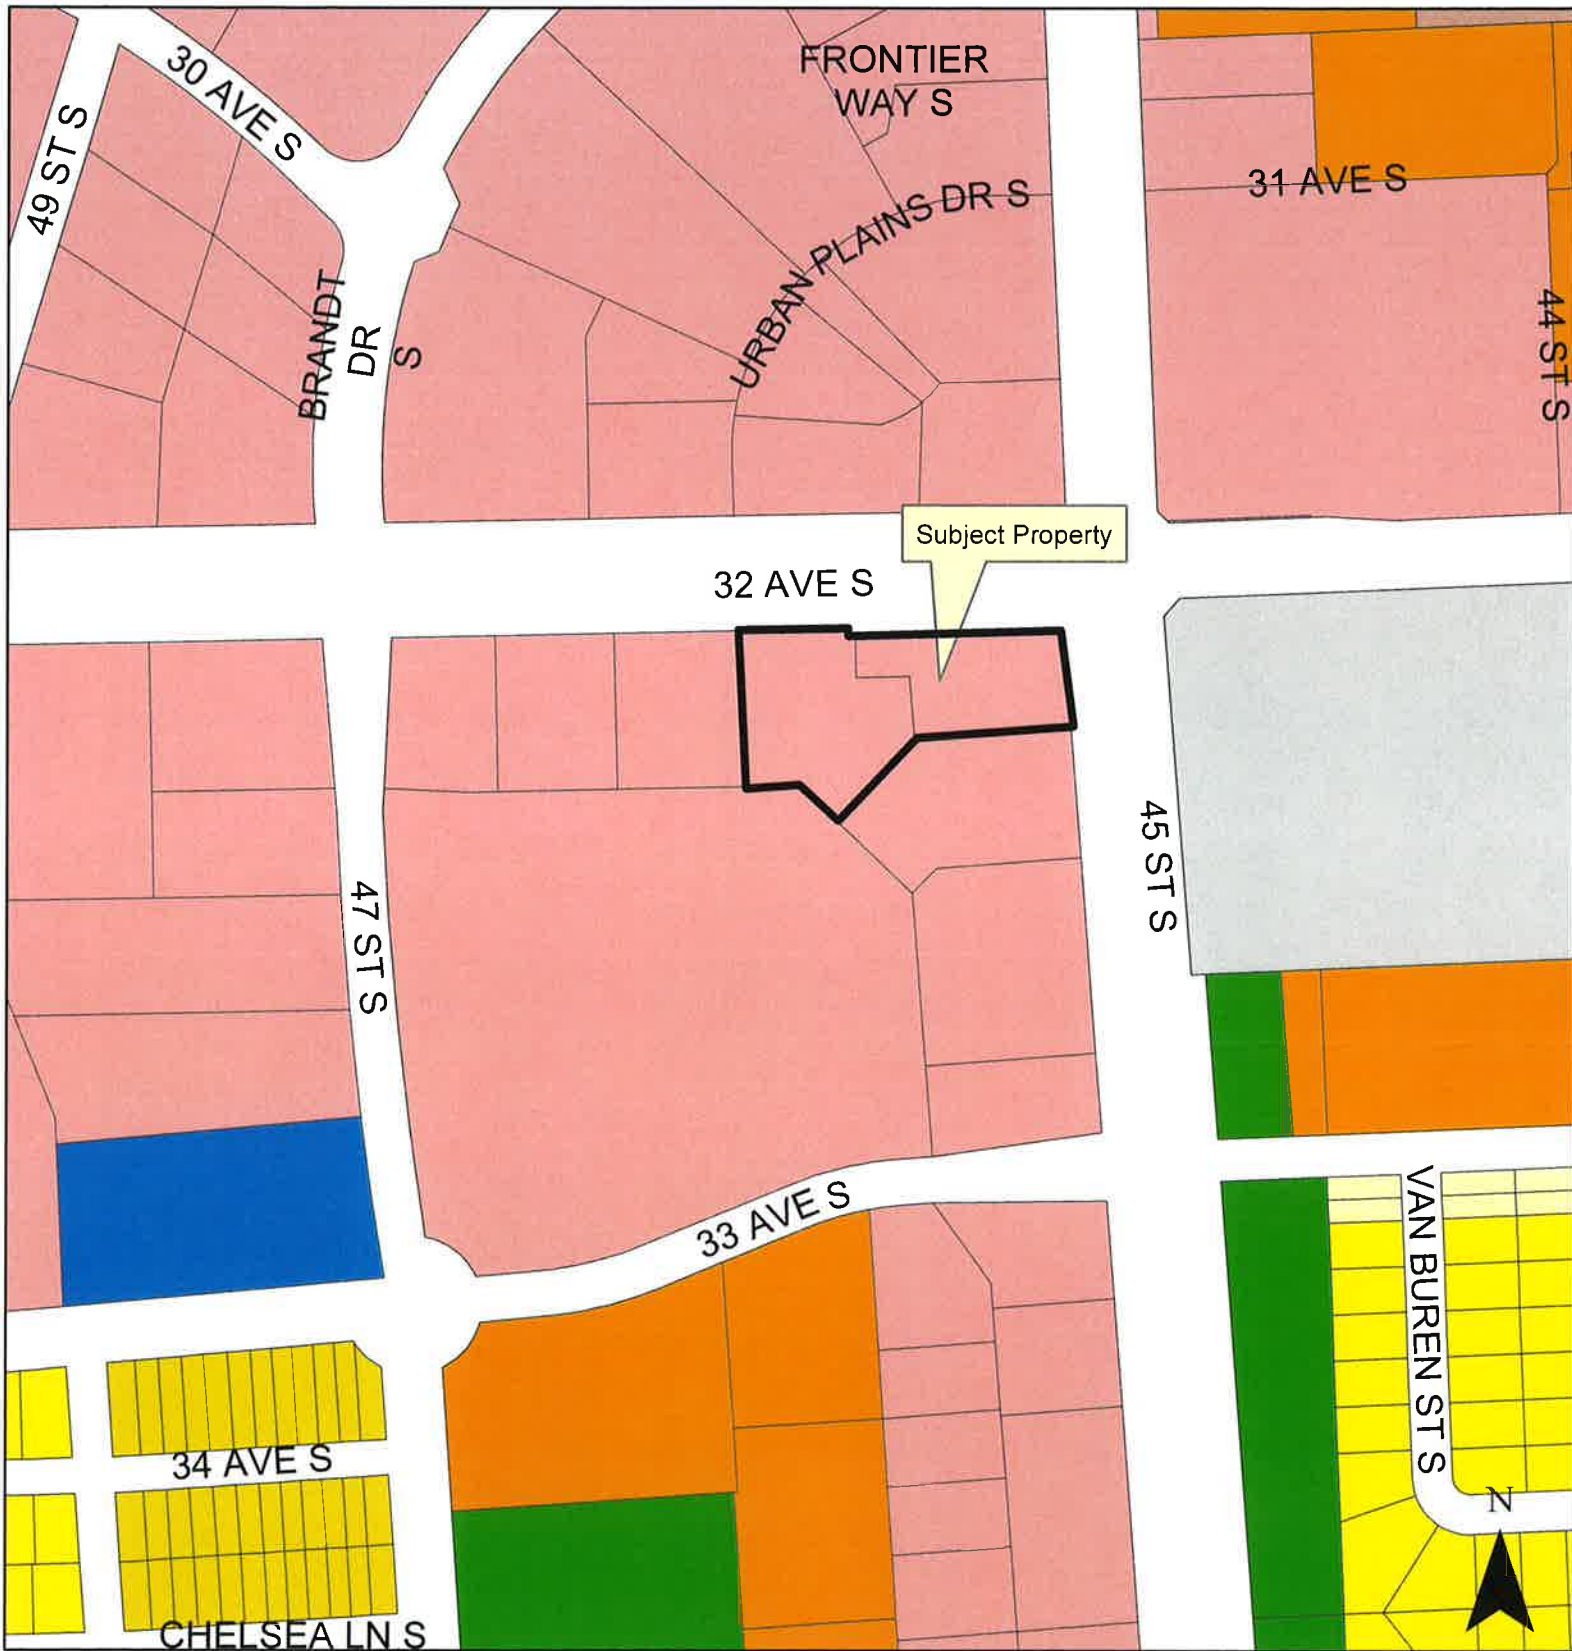 FRONTIER
WAY S
30 AVE S
49 ST S
31 AVE S
URBAN PLAINS DR S
BRANDT
DR
S
44 ST S
Subject Property
32 AVE S
45 ST S
47 ST S
33 AVE S
VAN BUREN ST S
34 AVE S
N
CHELSEA LN S